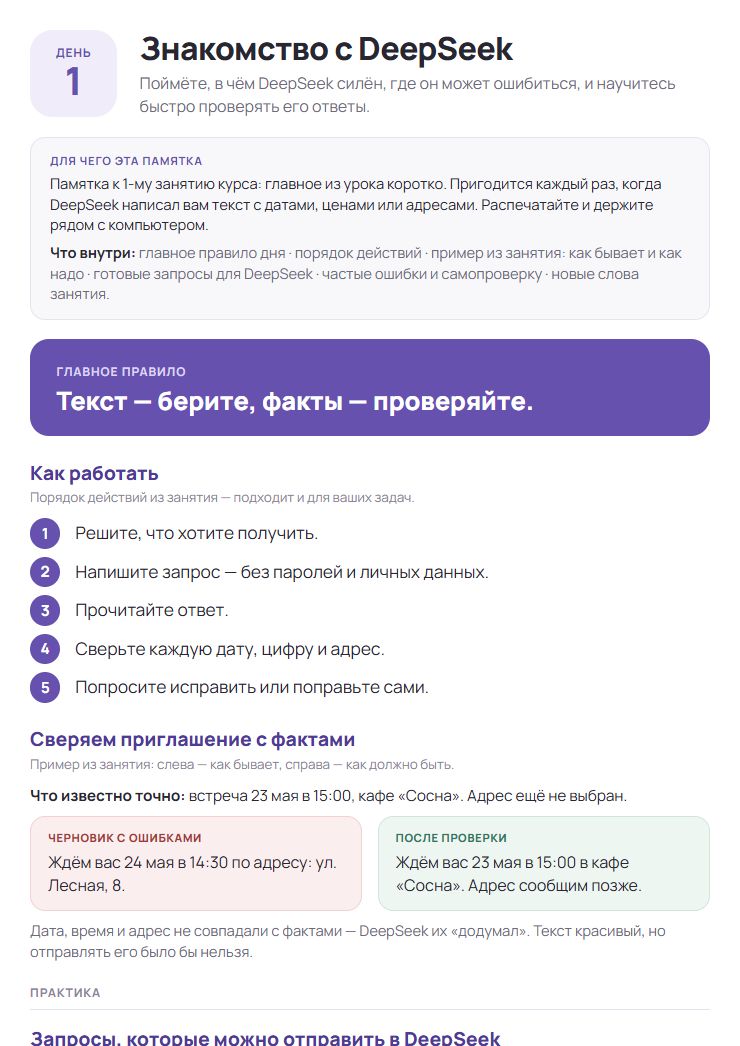 ДЕНЬ
1
Знакомство с DeepSeek
Поймёте, в чём DeepSeek силён, где он может ошибиться, и научитесь
быстро проверять его ответы.
ДЛЯ ЧЕГО ЭТА ПАМЯТКА
Памятка к 1-му занятию курса: главное из урока коротко. Пригодится каждый раз, когда
DeepSeek написал вам текст с датами, ценами или адресами. Распечатайте и держите
рядом с компьютером.
Что внутри: главное правило дня · порядок действий · пример из занятия: как бывает и как
надо · готовые запросы для DeepSeek · частые ошибки и самопроверку · новые слова
занятия.
ГЛАВНОЕ ПРАВИЛО
Текст — берите, факты — проверяйте.
Как работать
Порядок действий из занятия — подходит и для ваших задач.
1 Решите, что хотите получить.
2 Напишите запрос — без паролей и личных данных.
3 Прочитайте ответ.
4 Сверьте каждую дату, цифру и адрес.
5 Попросите исправить или поправьте сами.
Сверяем приглашение с фактами
Пример из занятия: слева — как бывает, справа — как должно быть.
Что известно точно: встреча 23 мая в 15:00, кафе «Сосна». Адрес ещё не выбран.
ЧЕРНОВИК С ОШИБКАМИ
Ждём вас 24 мая в 14:30 по адресу: ул.
Лесная, 8.
ПОСЛЕ ПРОВЕРКИ
Ждём вас 23 мая в 15:00 в кафе
«Сосна». Адрес сообщим позже.
Дата, время и адрес не совпадали с фактами — DeepSeek их «додумал». Текст красивый, но
отправлять его было бы нельзя.
ПРАКТИКА
Запросы, которые можно отправить в DeepSeek